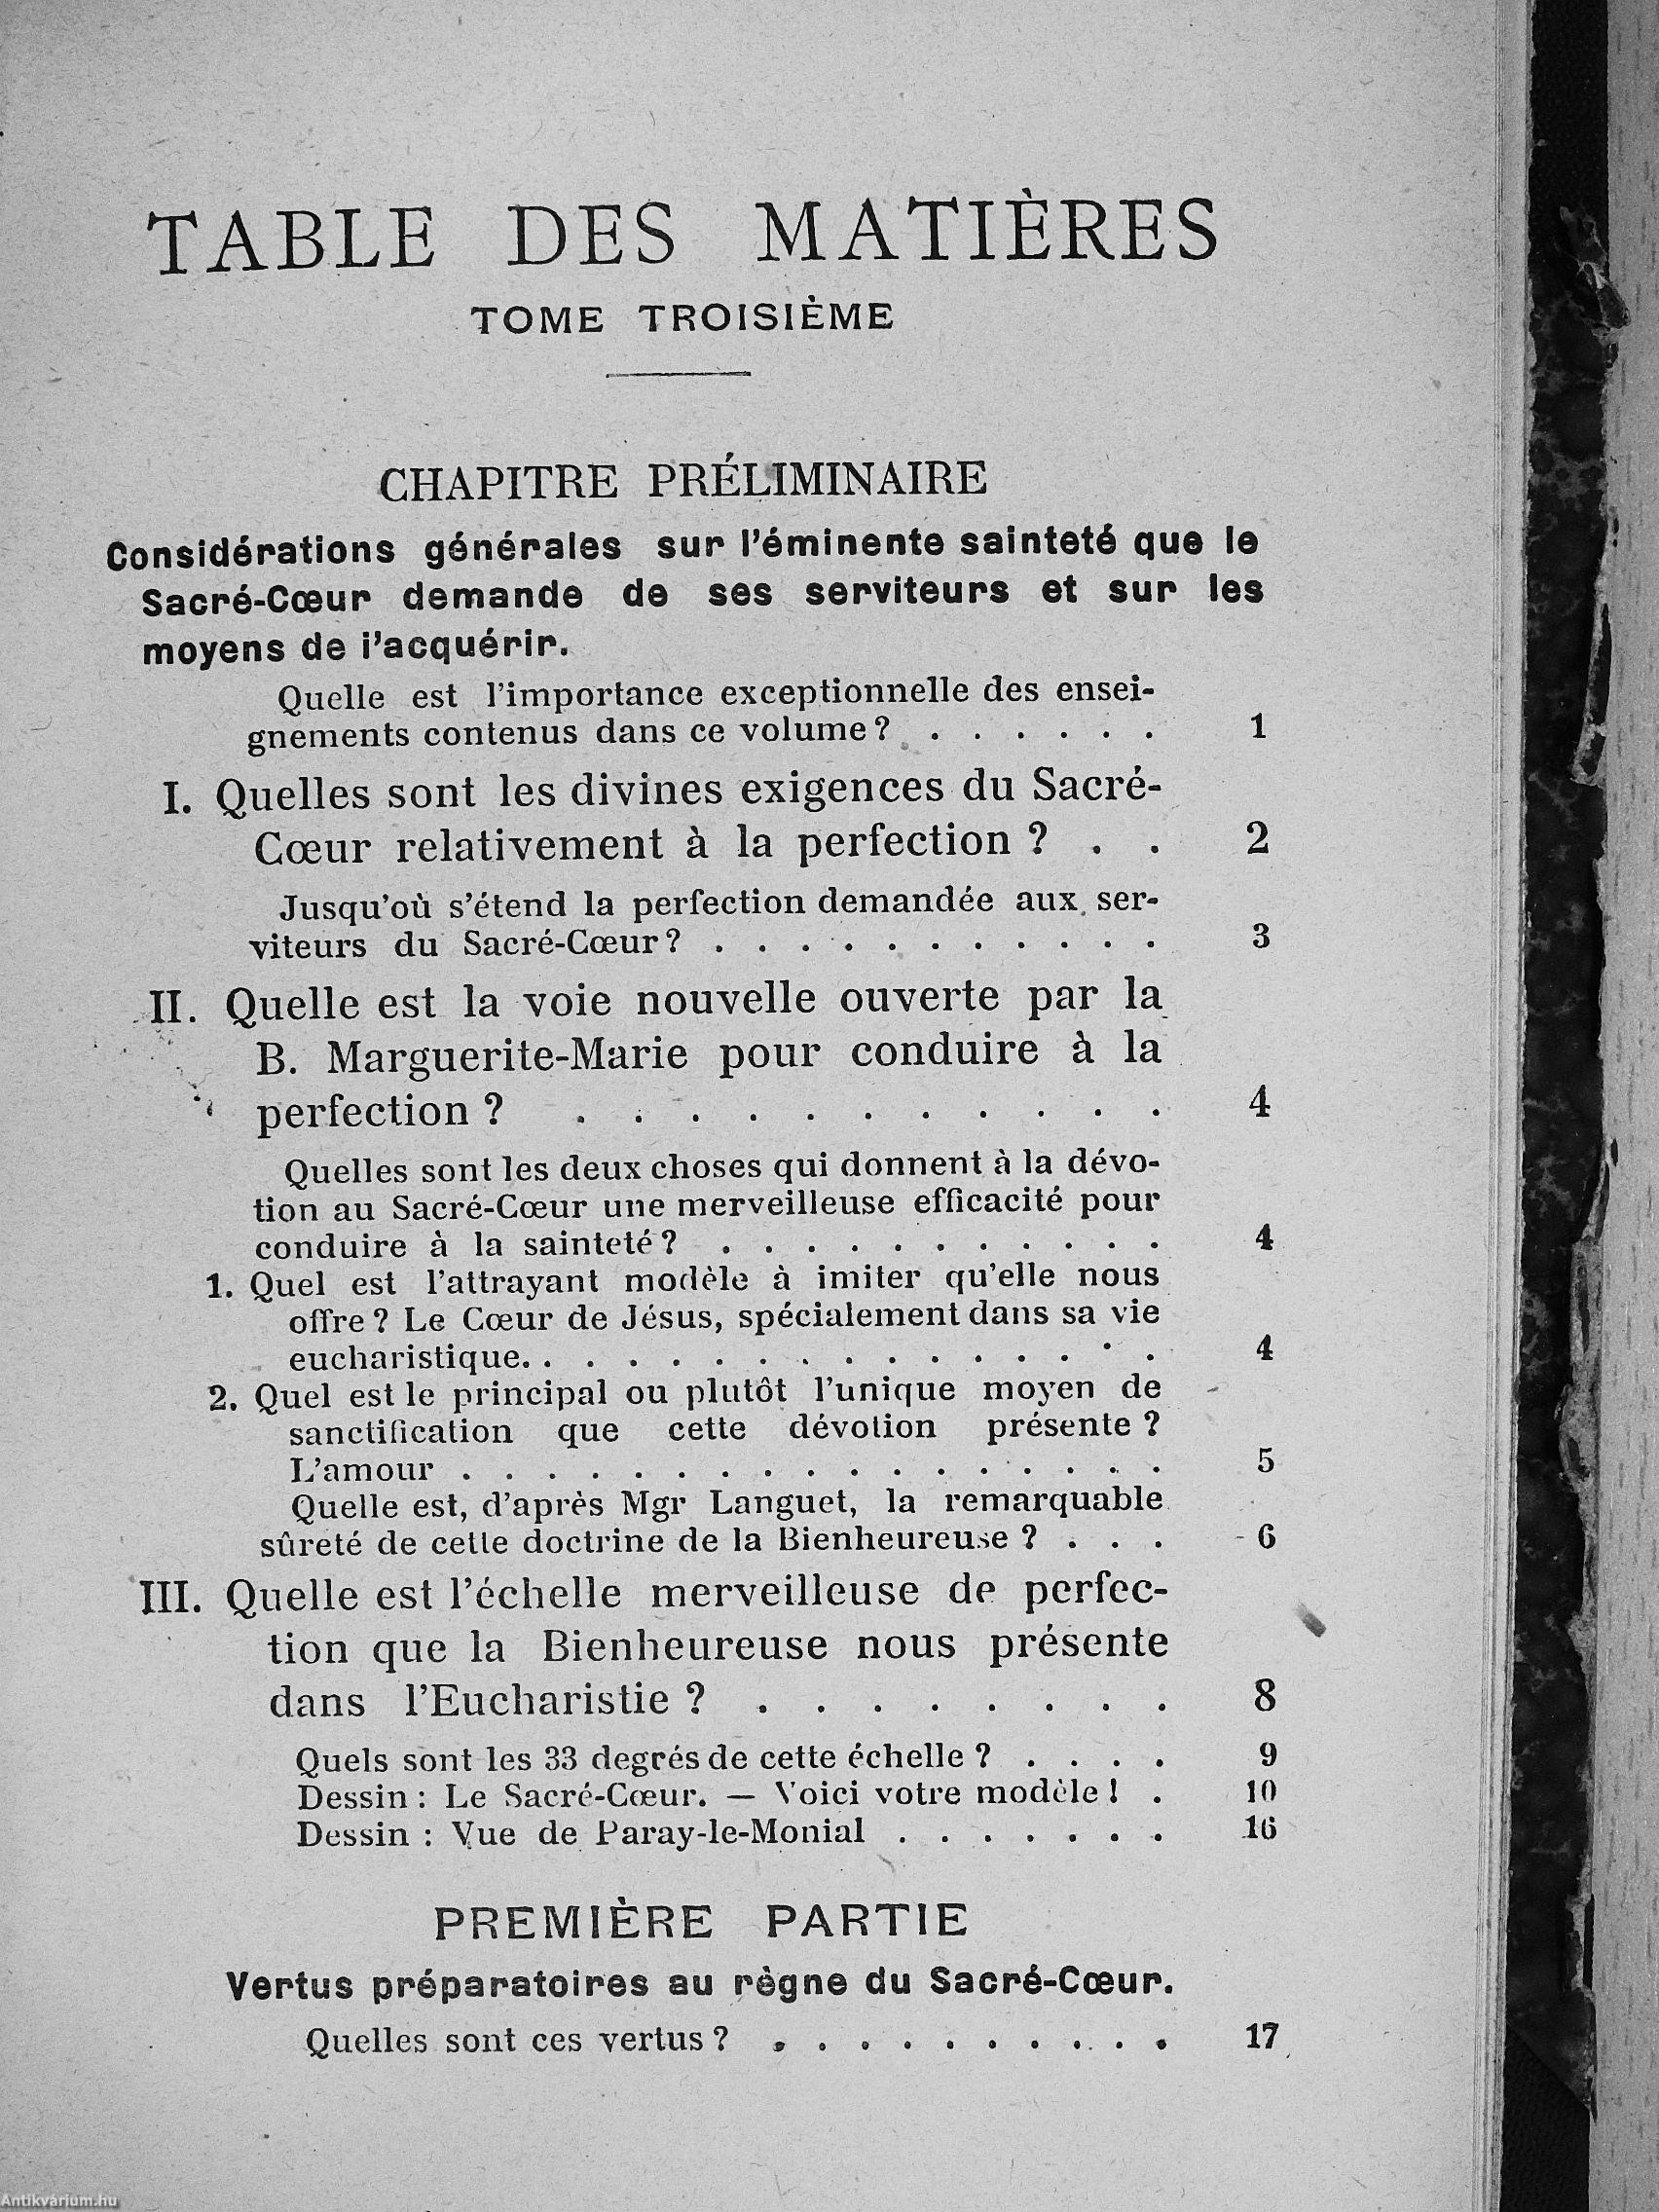 TABLE DES MATIÈRES
TOME TROISIÈME
CHAPITRE PRÉLIMINAIRE
Considérations générales sur l'éminente sainteté que le
Sacré-Cœur demande de ses serviteurs et sur les
moyens de i'acquérir.
Quelle est l'importance exceptionnelle des ensei-
gnements contenus dans ce volume ? . . . . . . 1
I. Quelles sont les divines exigences du Sacré-
Cœur relativement à la perfection ? . . 2
Jusqu'où s'étend la perfection demandée aux ser-
viteurs du Sacré-Cœur ? . . . . . . . . . . . 3
II. Quelle est la voie nouvelle ouverte par la
B. Marguerite-Marie pour conduire à la
perfection ? . . . . . . . . . . . 4
Quelles sont les deux choses qui donnent à la dévo-
tion au Sacré-Cœur une merveilleuse efficacité pour
conduire à la sainteté ? . . . . . . . . . . . 4
1. Quel est l'attrayant modèle à imiter qu'elle nous
offre ? Le Cœur de Jésus, spécialement dans sa vie
eucharistique. . . . . . . . . . . . . . . . 4
2. Quel est le principal ou plutôt l'unique moyen de
sanctification que cette dévotion présente ?
L'amour . . . . . . . . . . . . . . . . . 5
Quelle est, d'après Mgr Languet, la remarquable
sûreté de cette doctrine de la Bienheureuse ? . . . 6
III. Quelle est l'échelle merveilleuse de perfec-
tion que la Bienheureuse nous présente
dans l'Eucharistie ? . . . . . . . . 8
Quels sont les 33 degrés de cette échelle ? . . . . 9
Dessin : Le Sacré-Cœur. — Voici votre modèle ! . 10
Dessin : Vue de Paray-le-Monial . . . . . . . 16
PREMIÈRE PARTIE
Vertus préparatoires au règne du Sacré-Cœur.
Quelles sont ces vertus ? . . . . . . . . . . 17
Antikvárium.hu